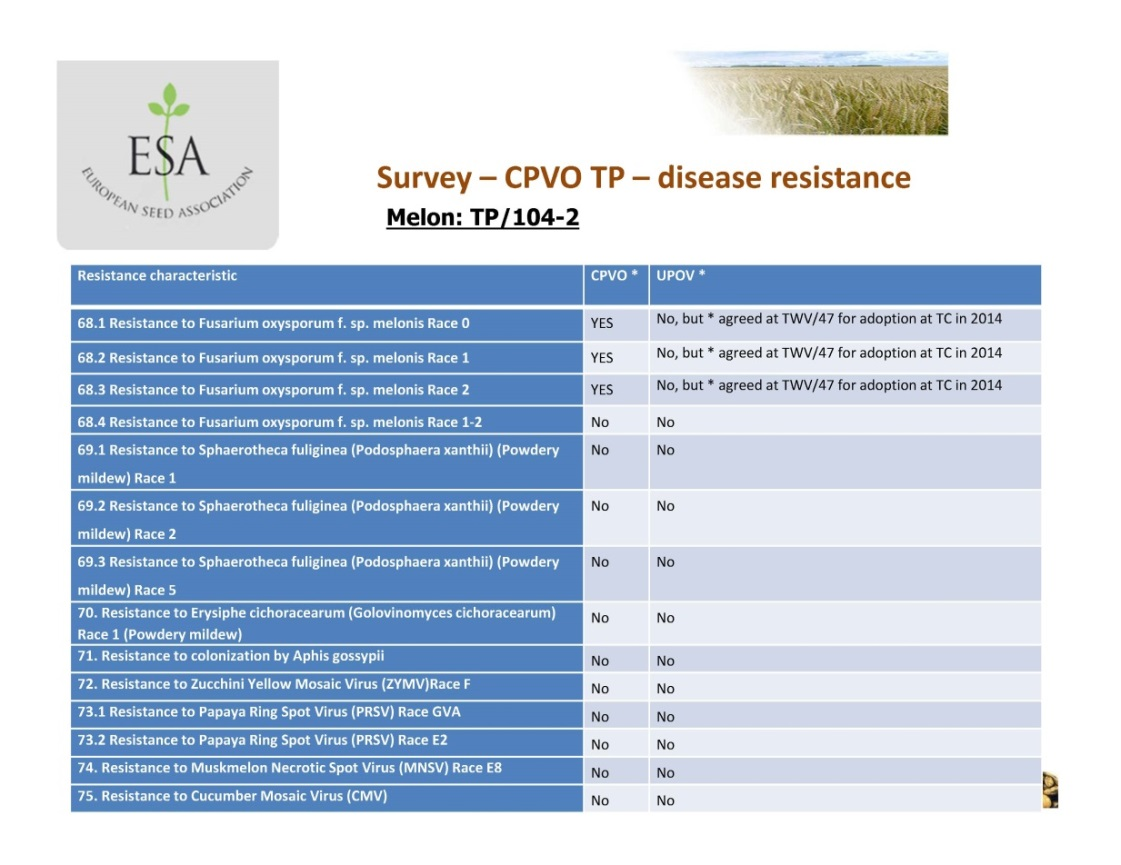 ESA
EUROPEAN SEED ASSOCIATION
Survey – CPVO TP – disease resistance
Melon: TP/104-2
Resistance characteristic CPVO * UPOV *
68.1 Resistance to Fusarium oxysporum f. sp. melonis Race 0 YES No, but * agreed at TWV/47 for adoption at TC in 2014
68.2 Resistance to Fusarium oxysporum f. sp. melonis Race 1 YES No, but * agreed at TWV/47 for adoption at TC in 2014
68.3 Resistance to Fusarium oxysporum f. sp. melonis Race 2 YES No, but * agreed at TWV/47 for adoption at TC in 2014
68.4 Resistance to Fusarium oxysporum f. sp. melonis Race 1-2 No No
69.1 Resistance to Sphaerotheca fuliginea (Podosphaera xanthii) (Powdery No No
mildew) Race 1
69.2 Resistance to Sphaerotheca fuliginea (Podosphaera xanthii) (Powdery No No
mildew) Race 2
69.3 Resistance to Sphaerotheca fuliginea (Podosphaera xanthii) (Powdery No No
mildew) Race 5
70. Resistance to Erysiphe cichoracearum (Golovinomyces cichoracearum) No No
Race 1 (Powdery mildew)
71. Resistance to colonization by Aphis gossypii No No
72. Resistance to Zucchini Yellow Mosaic Virus (ZYMV)Race F No No
73.1 Resistance to Papaya Ring Spot Virus (PRSV) Race GVA No No
73.2 Resistance to Papaya Ring Spot Virus (PRSV) Race E2 No No
74. Resistance to Muskmelon Necrotic Spot Virus (MNSV) Race E8 No No
75. Resistance to Cucumber Mosaic Virus (CMV) No No